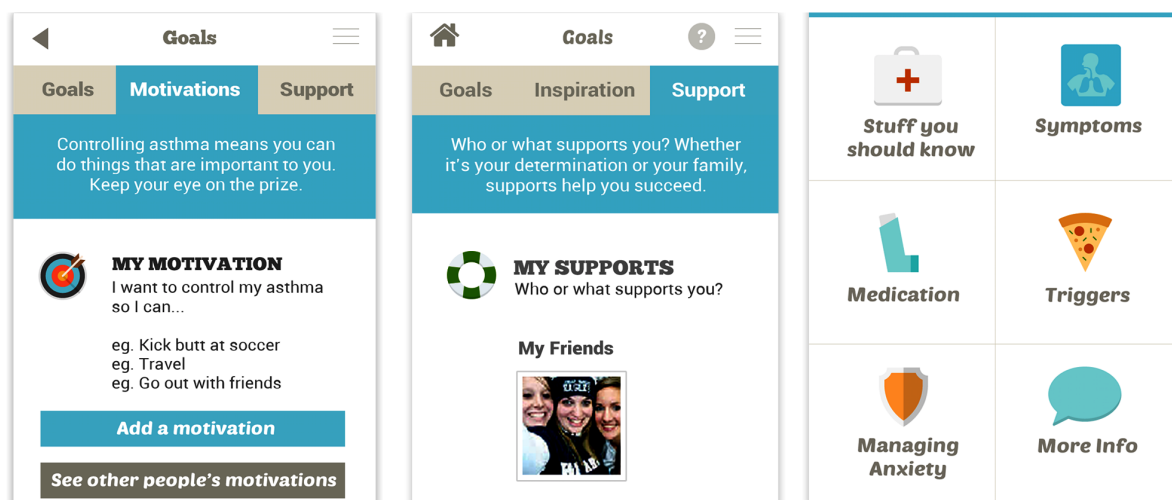 Goals
Goals
Motivations
Support
Controlling asthma means you can
do things that are important to you.
Keep your eye on the prize.
MY MOTIVATION
I want to control my asthma
so I can...
eg. Kick butt at soccer
eg. Travel
eg. Go out with friends
Add a motivation
See other people's motivations
Goals
?
Goals
Inspiration
Support
Who or what supports you? Whether
it's your determination or your family,
supports help you succeed.
MY SUPPORTS
Who or what supports you?
My Friends
Stuff you
should know
Symptoms
Medication
Triggers
Managing
Anxiety
More Info